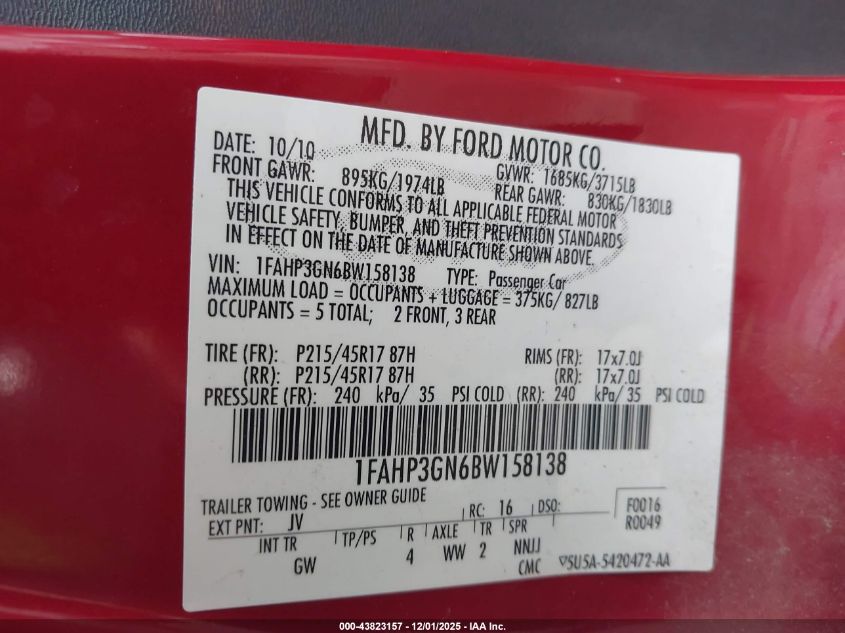 MFD. BY FORD MOTOR CO.
DATE: 10/10 GVWR: 1685KG/3715LB
FRONT GAWR: 895KG/1974LB REAR GAWR: 830KG/1830LB
THIS VEHICLE CONFORMS TO ALL APPLICABLE FEDERAL MOTOR
VEHICLE SAFETY, BUMPER, AND THEFT PREVENTION STANDARDS
IN EFFECT ON THE DATE OF MANUFACTURE SHOWN ABOVE.
VIN: 1FAHP3GN6BW158138 TYPE: Passenger Car
MAXIMUM LOAD = OCCUPANTS + LUGGAGE = 375KG/ 827LB
OCCUPANTS = 5 TOTAL; 2 FRONT, 3 REAR
TIRE (FR): P215/45R17 87H RIMS (FR): 17x7.0J
(RR): P215/45R17 87H (RR): 17x7.0J
PRESSURE (FR): 240 kPa/ 35 PSI COLD (RR): 240 kPa/ 35 PSI COLD
1FAHP3GN6BW158138
TRAILER TOWING - SEE OWNER GUIDE
EXT PNT: JV RC: 16 DSO: F0016
R0049
INT TR TP/PS R AXLE TR SPR
GW 4 WW 2 NNJJ
CMC 5U5A-5420472-AA
000-43823157 - 12/01/2025 - IAA Inc.